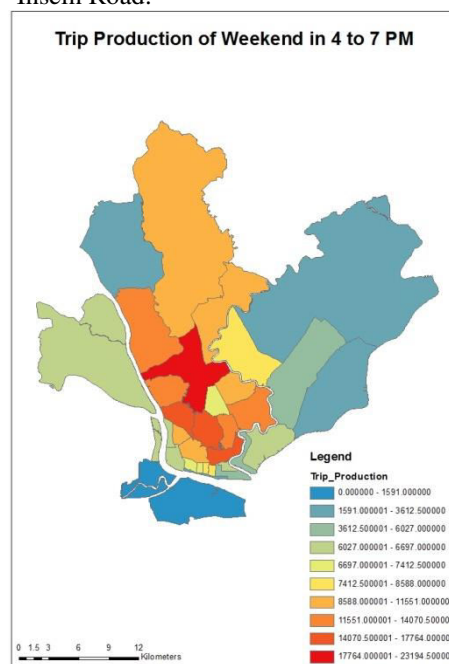 Insein Road.
Trip Production of Weekend in 4 to 7 PM
Legend
Trip_Production
0.000000 - 1591.000000
1591.000001 - 3612.500000
3612.500001 - 6027.000000
6027.000001 - 6697.000000
6697.000001 - 7412.500000
7412.500001 - 8588.000000
8588.000001 - 11551.000000
11551.000001 - 14070.500000
14070.500001 - 17764.000000
17764.000001 - 23194.500000
0 1.5 3 6 9 12
Kilometers